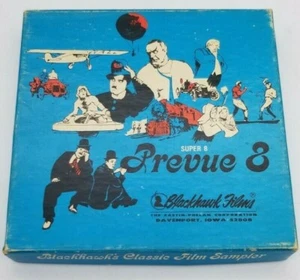 SUPER 8
Prevue 8
Blackhawk Films
THE EASTIN-PHELAN CORPORATION
DAVENPORT, IOWA 52808
Blackhawk's Classic Film Sampler